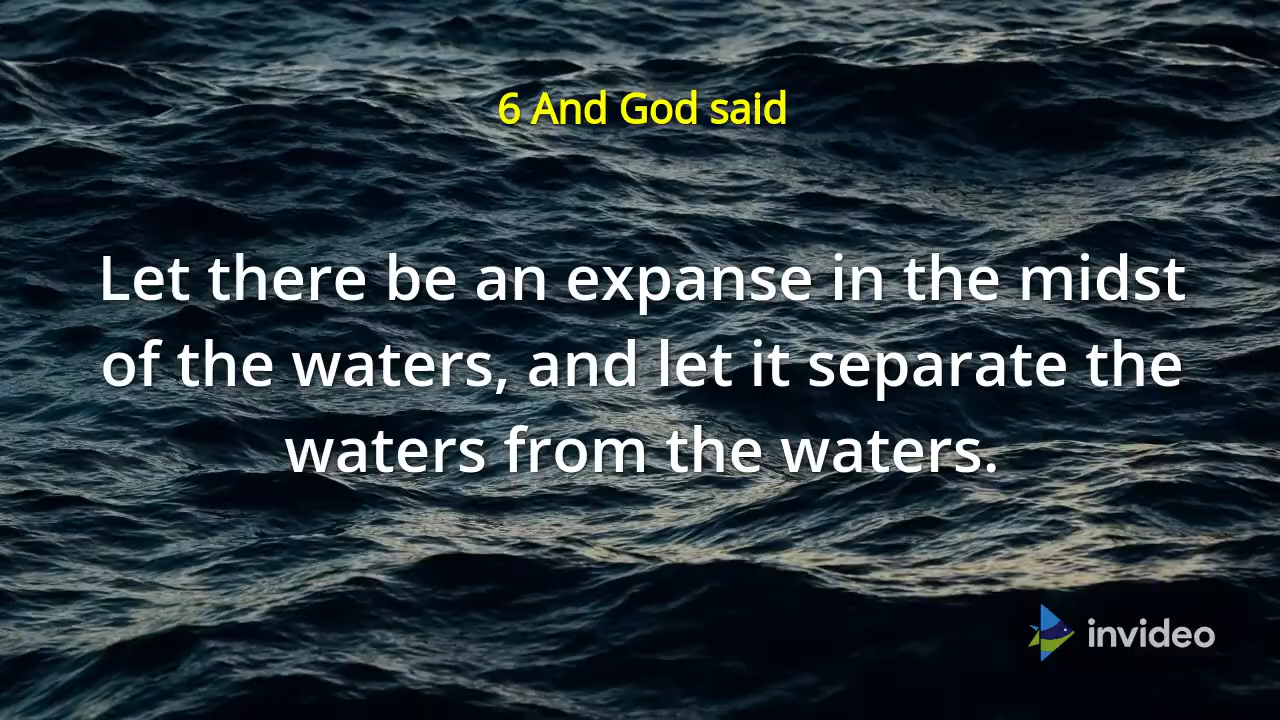 6 And God said
Let there be an expanse in the midst
of the waters, and let it separate the
waters from the waters.
invideo